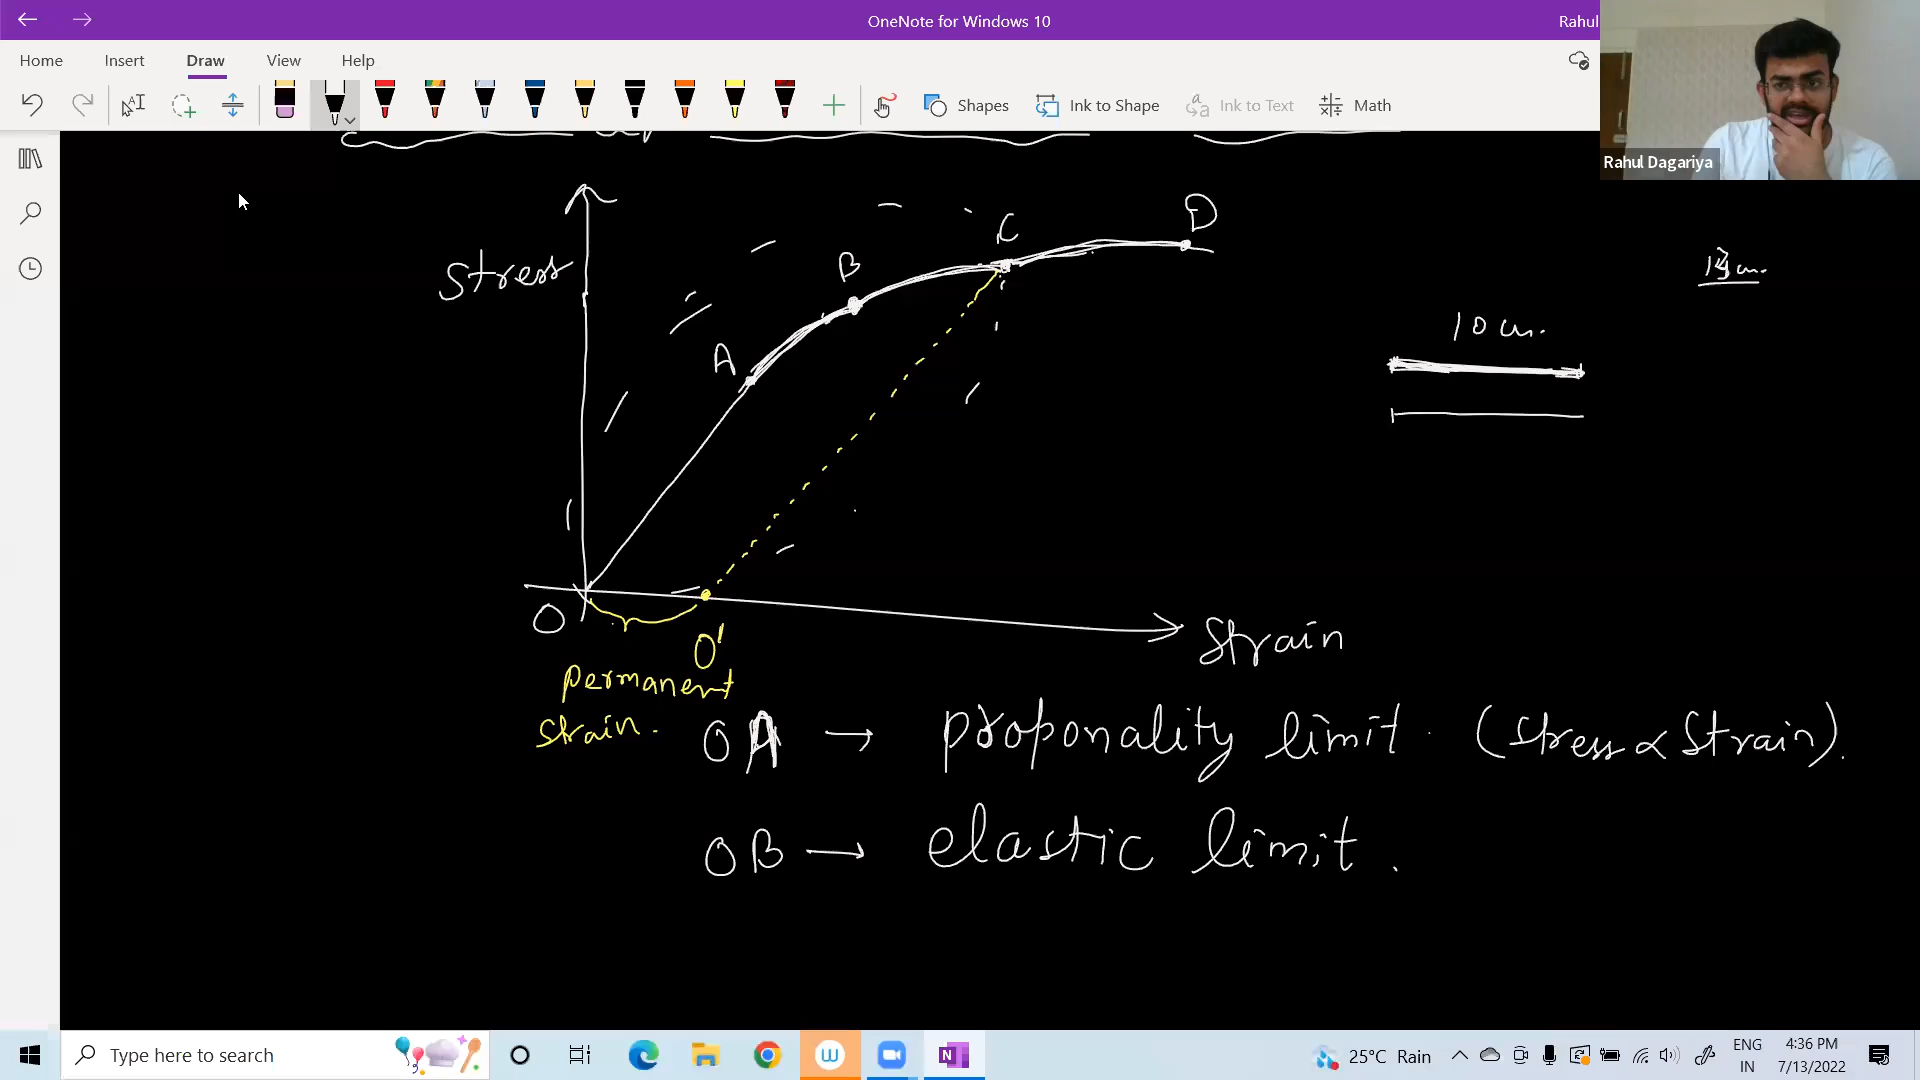 OneNote for Windows 10
Rahul
Home Insert Draw View Help
Shapes Ink to Shape Ink to Text Math
Rahul Dagariya
D
C
B
Stress
10 cm.
A
O
O'
Strain
permanent
strain.
OA → proponality limit. (Stress ∝ Strain).
OB → elastic limit.
Type here to search
25°C Rain
ENG
IN
4:36 PM
7/13/2022